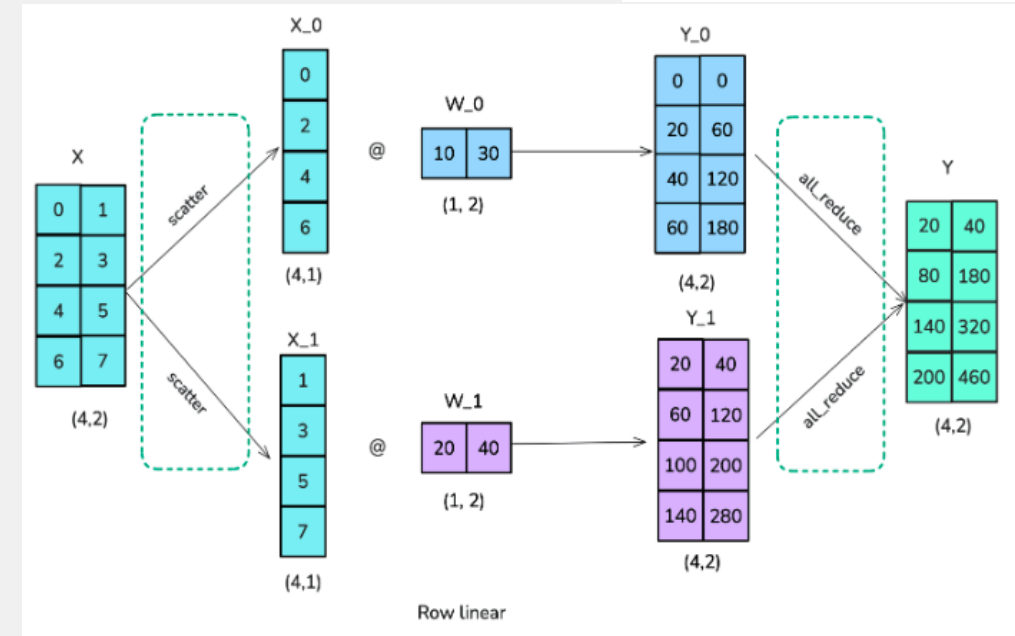 X
0 1
2 3
4 5
6 7
(4,2)
scatter
scatter
X_0
0
2
4
6
(4,1)
X_1
1
3
5
7
(4,1)
@
W_0
10 30
(1, 2)
@
W_1
20 40
(1, 2)
Y_0
0 0
20 60
40 120
60 180
(4,2)
Y_1
20 40
60 120
100 200
140 280
(4,2)
all_reduce
all_reduce
Y
20 40
80 180
140 320
200 460
(4,2)
Row linear